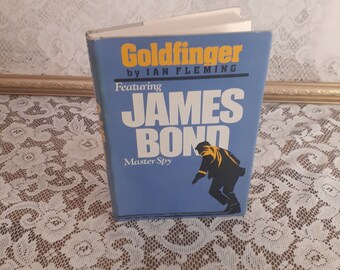 Goldfinger
by IAN FLEMING
Featuring
JAMES
BOND
Master Spy